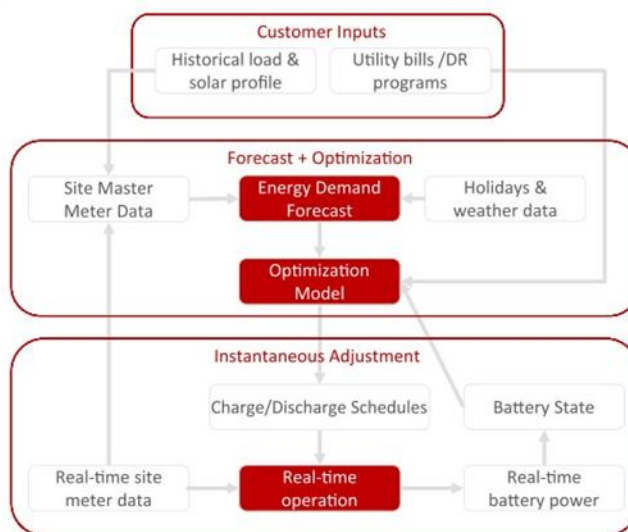 Customer Inputs
Historical load &
solar profile
Utility bills /DR
programs
Forecast + Optimization
Site Master
Meter Data
Energy Demand
Forecast
Holidays &
weather data
Optimization
Model
Instantaneous Adjustment
Charge/Discharge Schedules
Battery State
Real-time site
meter data
Real-time
operation
Real-time
battery power